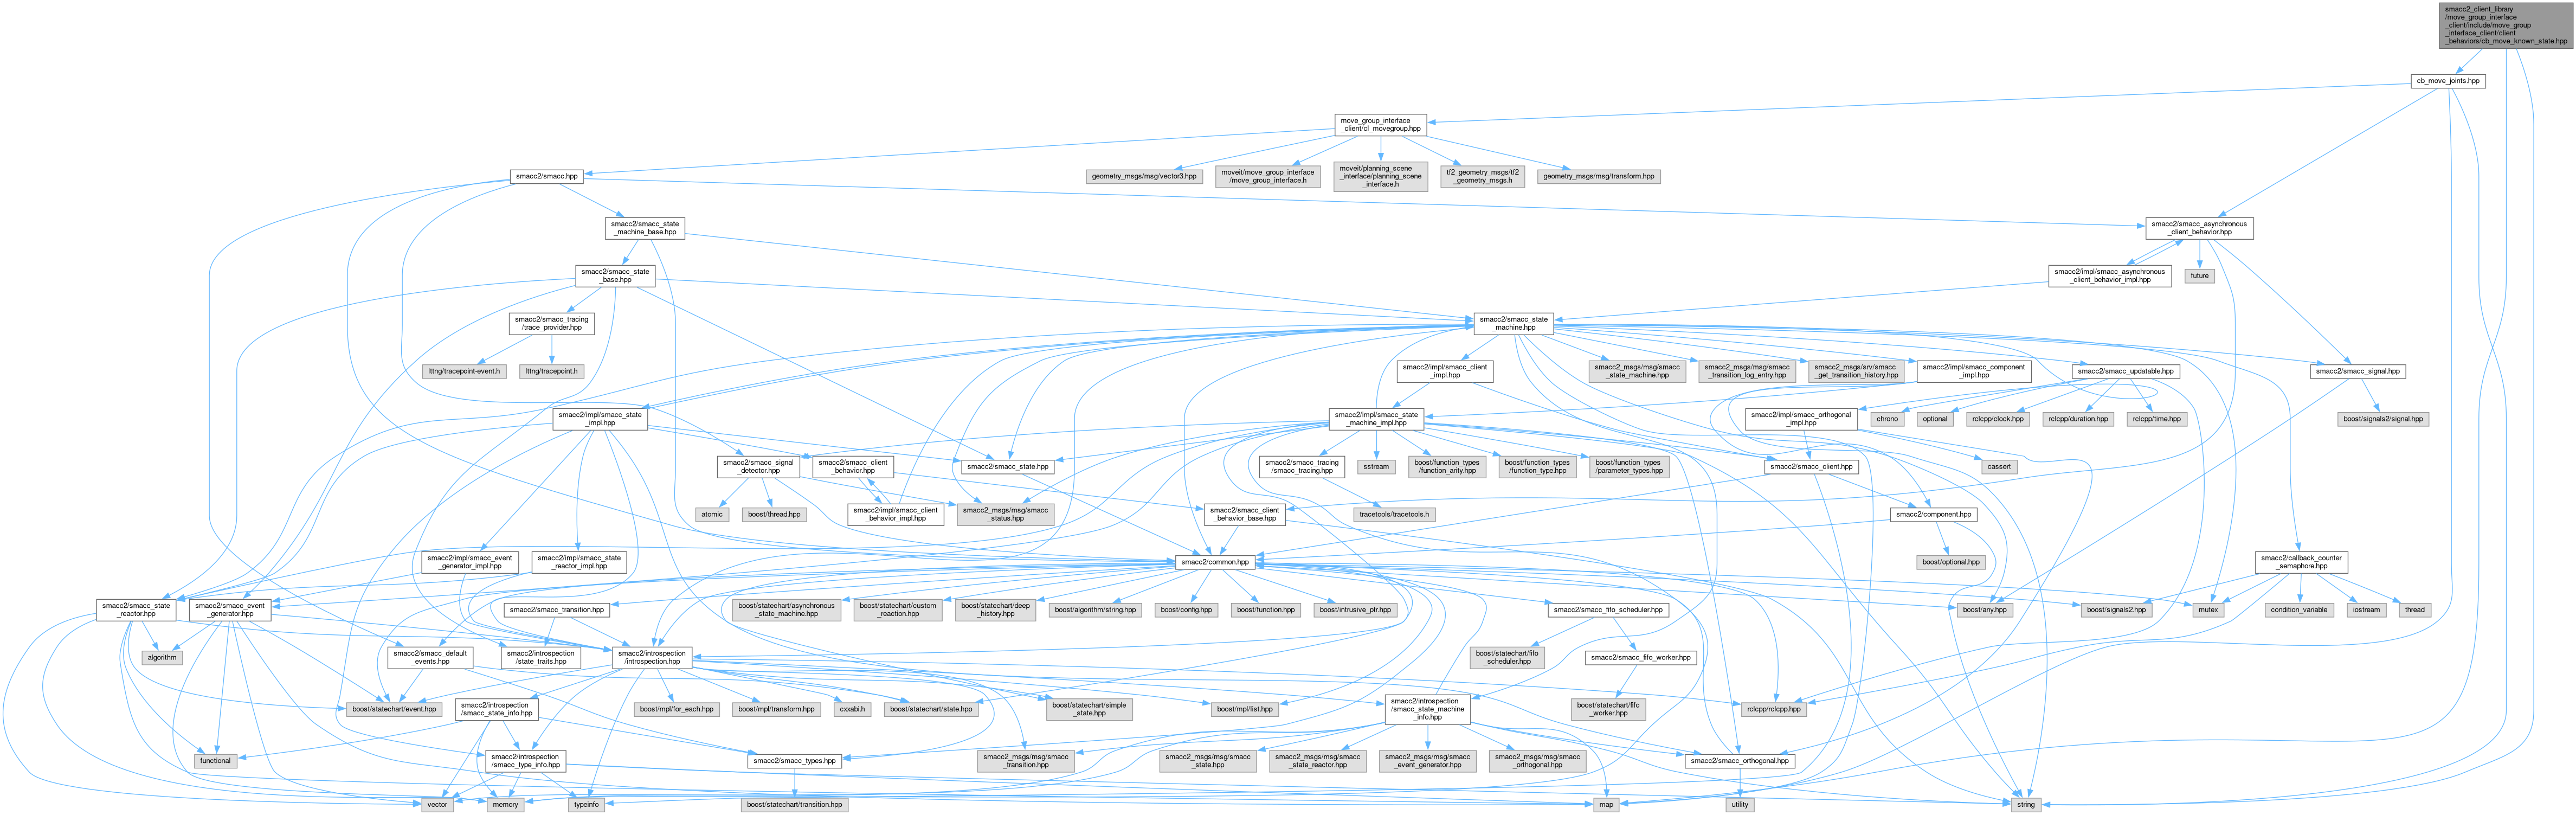 smacc2_client_library
/move_group_interface
_client/include/move_group
_interface_client/client
_behaviors/cb_move_known_state.hpp
cb_move_joints.hpp
move_group_interface
_client/cl_movegroup.hpp
smacc2/smacc.hpp
geometry_msgs/msg/vector3.hpp
moveit/move_group_interface
/move_group_interface.h
moveit/planning_scene
_interface/planning_scene
_interface.h
tf2_geometry_msgs/tf2
_geometry_msgs.h
geometry_msgs/msg/transform.hpp
smacc2/smacc_state
_machine_base.hpp
smacc2/smacc_asynchronous
_client_behavior.hpp
smacc2/smacc_state
_base.hpp
smacc2/impl/smacc_asynchronous
_client_behavior_impl.hpp
future
smacc2/smacc_tracing
/trace_provider.hpp
smacc2/smacc_state
_machine.hpp
lttng/tracepoint-event.h
lttng/tracepoint.h
smacc2/impl/smacc_client
_impl.hpp
smacc2_msgs/msg/smacc
_state_machine.hpp
smacc2_msgs/msg/smacc
_transition_log_entry.hpp
smacc2_msgs/srv/smacc
_get_transition_history.hpp
smacc2/impl/smacc_component
_impl.hpp
smacc2/smacc_updatable.hpp
smacc2/smacc_signal.hpp
smacc2/impl/smacc_state
_impl.hpp
smacc2/impl/smacc_state
_machine_impl.hpp
smacc2/impl/smacc_orthogonal
_impl.hpp
chrono
optional
rclcpp/clock.hpp
rclcpp/duration.hpp
rclcpp/time.hpp
boost/signals2/signal.hpp
smacc2/smacc_signal
_detector.hpp
smacc2/smacc_client
_behavior.hpp
smacc2/smacc_state.hpp
smacc2/smacc_tracing
/smacc_tracing.hpp
sstream
boost/function_types
/function_arity.hpp
boost/function_types
/function_type.hpp
boost/function_types
/parameter_types.hpp
smacc2/smacc_client.hpp
cassert
atomic
boost/thread.hpp
smacc2/impl/smacc_client
_behavior_impl.hpp
smacc2_msgs/msg/smacc
_status.hpp
smacc2/smacc_client
_behavior_base.hpp
tracetools/tracetools.h
smacc2/component.hpp
smacc2/impl/smacc_event
_generator_impl.hpp
smacc2/impl/smacc_state
_reactor_impl.hpp
smacc2/common.hpp
boost/optional.hpp
smacc2/callback_counter
_semaphore.hpp
smacc2/smacc_state
_reactor.hpp
smacc2/smacc_event
_generator.hpp
smacc2/smacc_transition.hpp
boost/statechart/asynchronous
_state_machine.hpp
boost/statechart/custom
_reaction.hpp
boost/statechart/deep
_history.hpp
boost/algorithm/string.hpp
boost/config.hpp
boost/function.hpp
boost/intrusive_ptr.hpp
smacc2/smacc_fifo_scheduler.hpp
boost/any.hpp
boost/signals2.hpp
mutex
condition_variable
iostream
thread
algorithm
smacc2/smacc_default
_events.hpp
smacc2/introspection
/state_traits.hpp
smacc2/introspection
/introspection.hpp
boost/statechart/fifo
_scheduler.hpp
smacc2/smacc_fifo_worker.hpp
smacc2/introspection
/smacc_state_info.hpp
boost/statechart/event.hpp
boost/mpl/for_each.hpp
boost/mpl/transform.hpp
cxxabi.h
boost/statechart/state.hpp
boost/statechart/simple
_state.hpp
boost/mpl/list.hpp
smacc2/introspection
/smacc_state_machine
_info.hpp
boost/statechart/fifo
_worker.hpp
rclcpp/rclcpp.hpp
functional
smacc2/introspection
/smacc_type_info.hpp
smacc2/smacc_types.hpp
smacc2_msgs/msg/smacc
_transition.hpp
smacc2_msgs/msg/smacc
_state.hpp
smacc2_msgs/msg/smacc
_state_reactor.hpp
smacc2_msgs/msg/smacc
_event_generator.hpp
smacc2_msgs/msg/smacc
_orthogonal.hpp
smacc2/smacc_orthogonal.hpp
vector
memory
typeinfo
boost/statechart/transition.hpp
map
utility
string